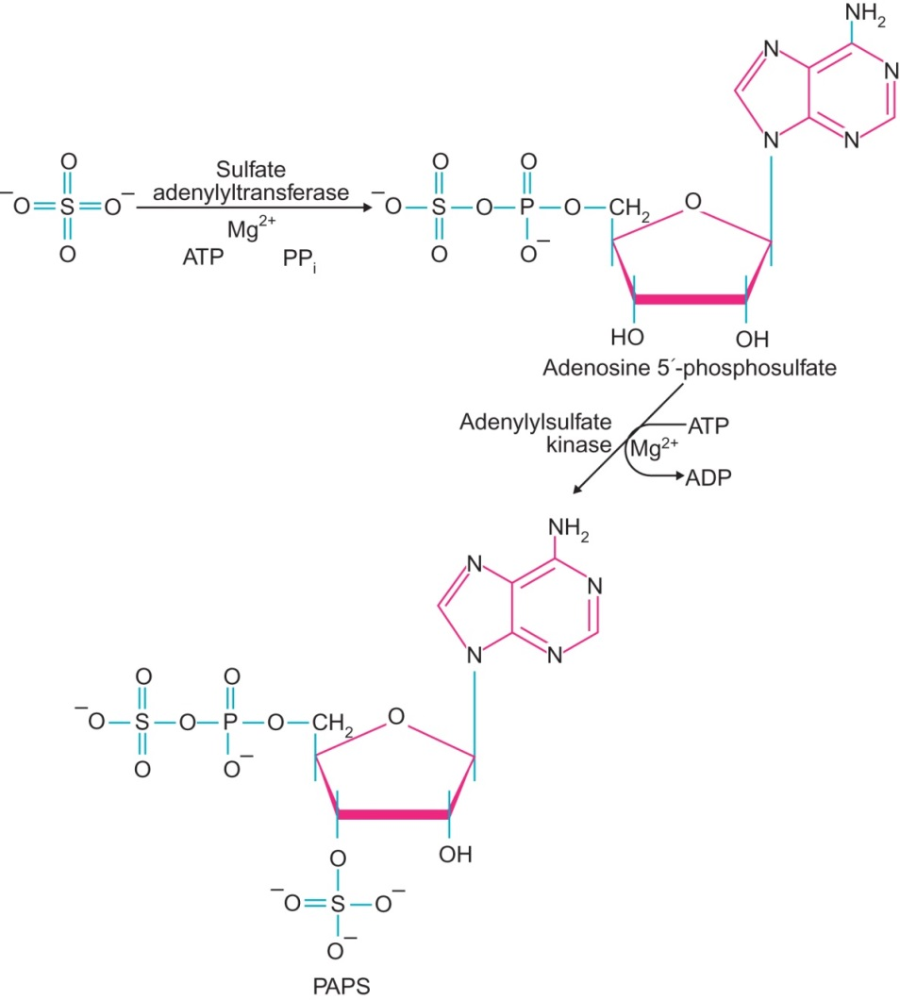 NH2
N
N
N
N
O
Sulfate
adenylyltransferase
O
O
–O=S=O–
Mg2+
–O–S–O–P–O–CH2
O
O
ATP PPi
O
O–
HO
OH
Adenosine 5´-phosphosulfate
Adenylylsulfate
ATP
kinase
Mg2+
ADP
NH2
N
N
N
N
O
O
O
–O–S–O–P–O–CH2
O
O–
OH
O
–O=S–O–
O–
PAPS